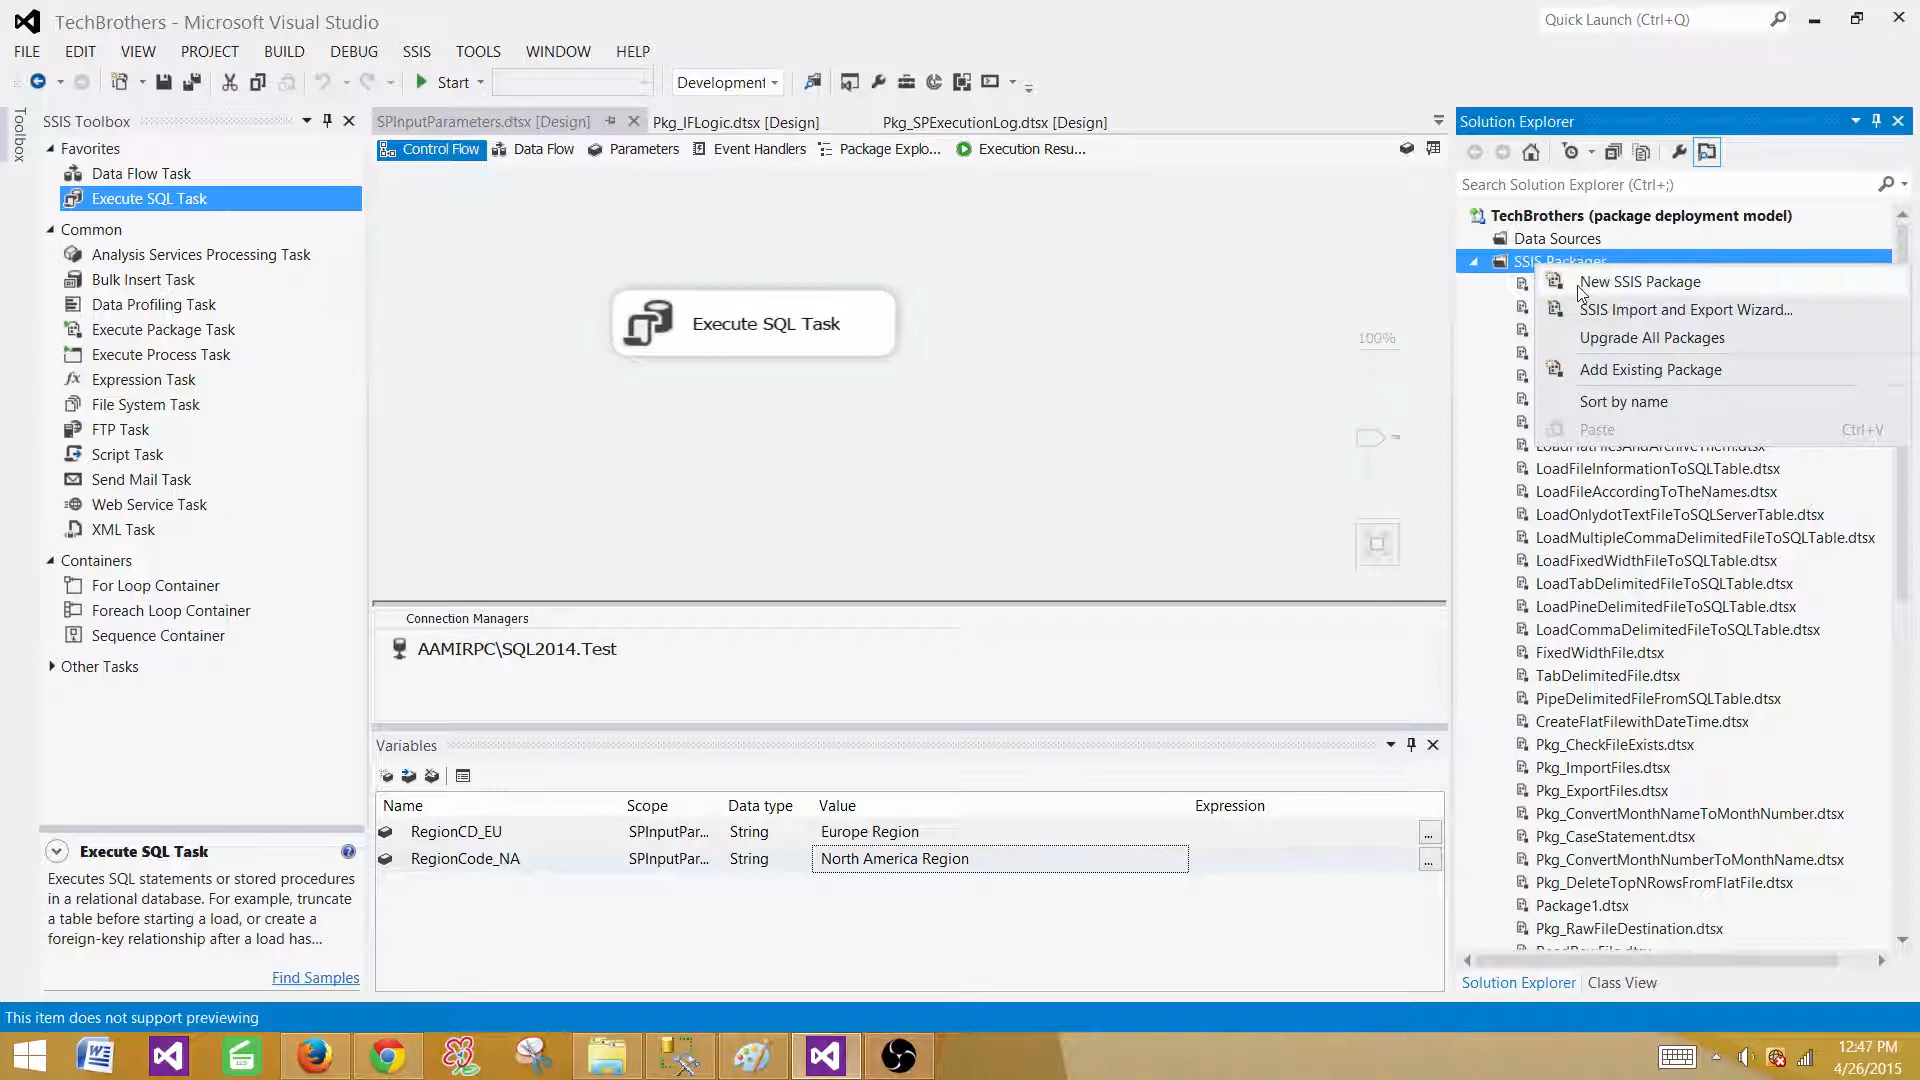 TechBrothers - Microsoft Visual Studio
Quick Launch (Ctrl+Q)
FILE EDIT VIEW PROJECT BUILD DEBUG SSIS TOOLS WINDOW HELP
Start
Development
Toolbox
SSIS Toolbox
Favorites
Data Flow Task
Execute SQL Task
Common
Analysis Services Processing Task
Bulk Insert Task
Data Profiling Task
Execute Package Task
Execute Process Task
Expression Task
File System Task
FTP Task
Script Task
Send Mail Task
Web Service Task
XML Task
Containers
For Loop Container
Foreach Loop Container
Sequence Container
Other Tasks
Execute SQL Task
Executes SQL statements or stored procedures
in a relational database. For example, truncate
a table before starting a load, or create a
foreign-key relationship after a load has...
Find Samples
SPInputParameters.dtsx [Design] Pkg_IFLogic.dtsx [Design] Pkg_SPExecutionLog.dtsx [Design]
Control Flow Data Flow Parameters Event Handlers Package Explo... Execution Resu...
Execute SQL Task
100%
Connection Managers
AAMIRPC\SQL2014.Test
Variables
Name Scope Data type Value Expression
RegionCD_EU SPInputPar... String Europe Region ...
RegionCode_NA SPInputPar... String North America Region ...
Solution Explorer
Search Solution Explorer (Ctrl+;)
TechBrothers (package deployment model)
Data Sources
SSIS Packages
New SSIS Package
SSIS Import and Export Wizard...
Upgrade All Packages
Add Existing Package
Sort by name
Paste Ctrl+V
LoadFlatFilesAndArchiveThem.dtsx
LoadFileInformationToSQLTable.dtsx
LoadFileAccordingToTheNames.dtsx
LoadOnlydotTextFileToSQLServerTable.dtsx
LoadMultipleCommaDelimitedFileToSQLTable.dtsx
LoadFixedWidthFileToSQLTable.dtsx
LoadTabDelimitedFileToSQLTable.dtsx
LoadPineDelimitedFileToSQLTable.dtsx
LoadCommaDelimitedFileToSQLTable.dtsx
FixedWidthFile.dtsx
TabDelimitedFile.dtsx
PipeDelimitedFileFromSQLTable.dtsx
CreateFlatFilewithDateTime.dtsx
Pkg_CheckFileExists.dtsx
Pkg_ImportFiles.dtsx
Pkg_ExportFiles.dtsx
Pkg_ConvertMonthNameToMonthNumber.dtsx
Pkg_CaseStatement.dtsx
Pkg_ConvertMonthNumberToMonthName.dtsx
Pkg_DeleteTopNRowsFromFlatFile.dtsx
Package1.dtsx
Pkg_RawFileDestination.dtsx
Solution Explorer Class View
This item does not support previewing
12:47 PM
4/26/2015